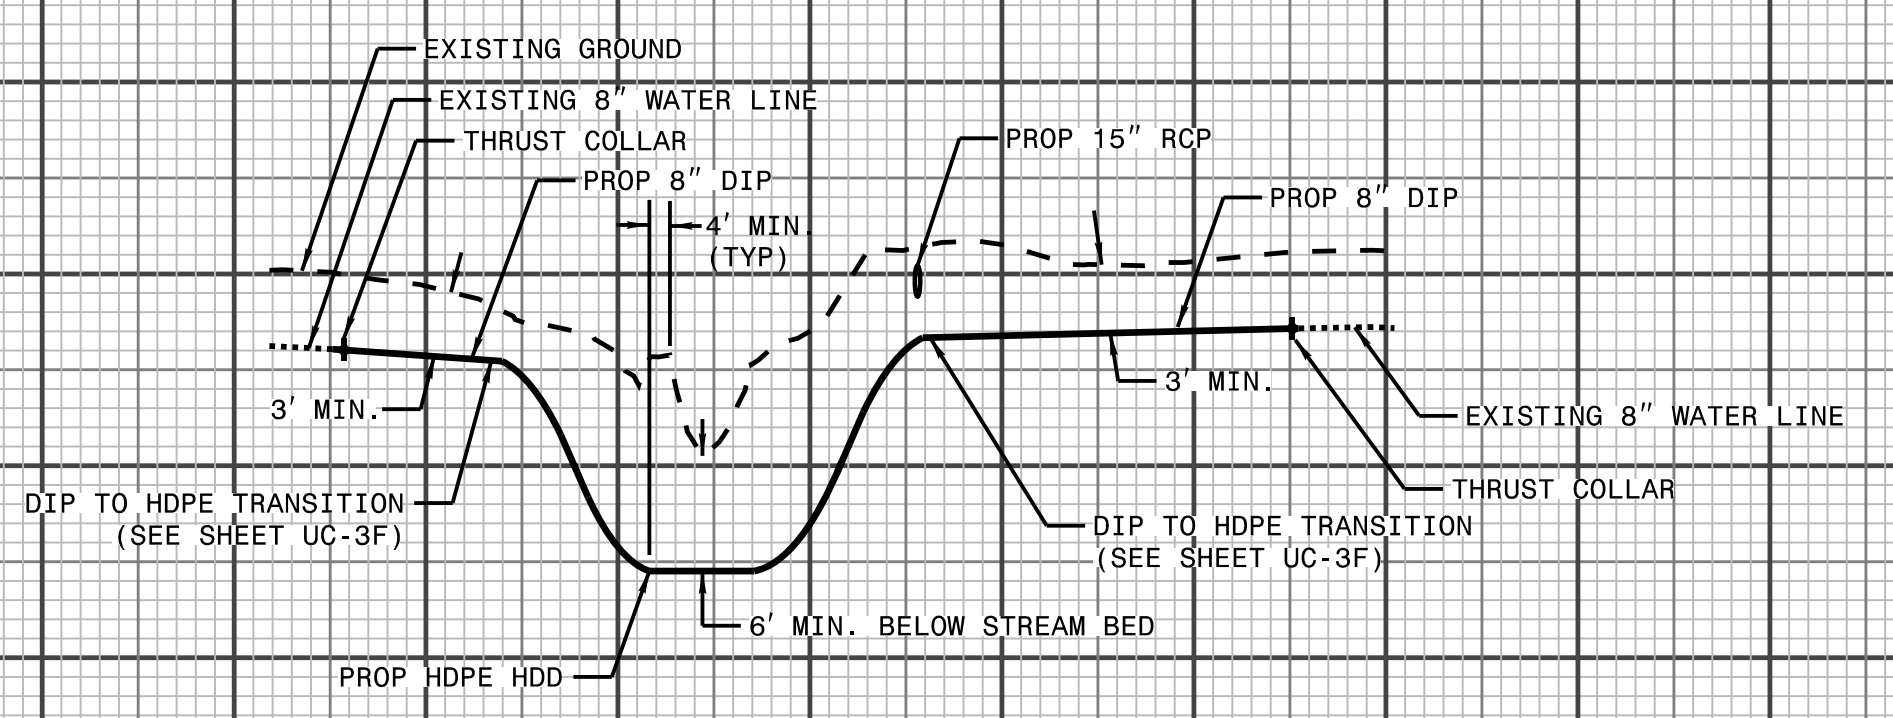 EXISTING GROUND
EXISTING 8" WATER LINE
THRUST COLLAR
PROP 8" DIP
4' MIN.
(TYP)
PROP 15" RCP
PROP 8" DIP
3' MIN.
3' MIN.
EXISTING 8" WATER LINE
THRUST COLLAR
DIP TO HDPE TRANSITION
(SEE SHEET UC-3F)
DIP TO HDPE TRANSITION
(SEE SHEET UC-3F)
6' MIN. BELOW STREAM BED
PROP HDPE HDD